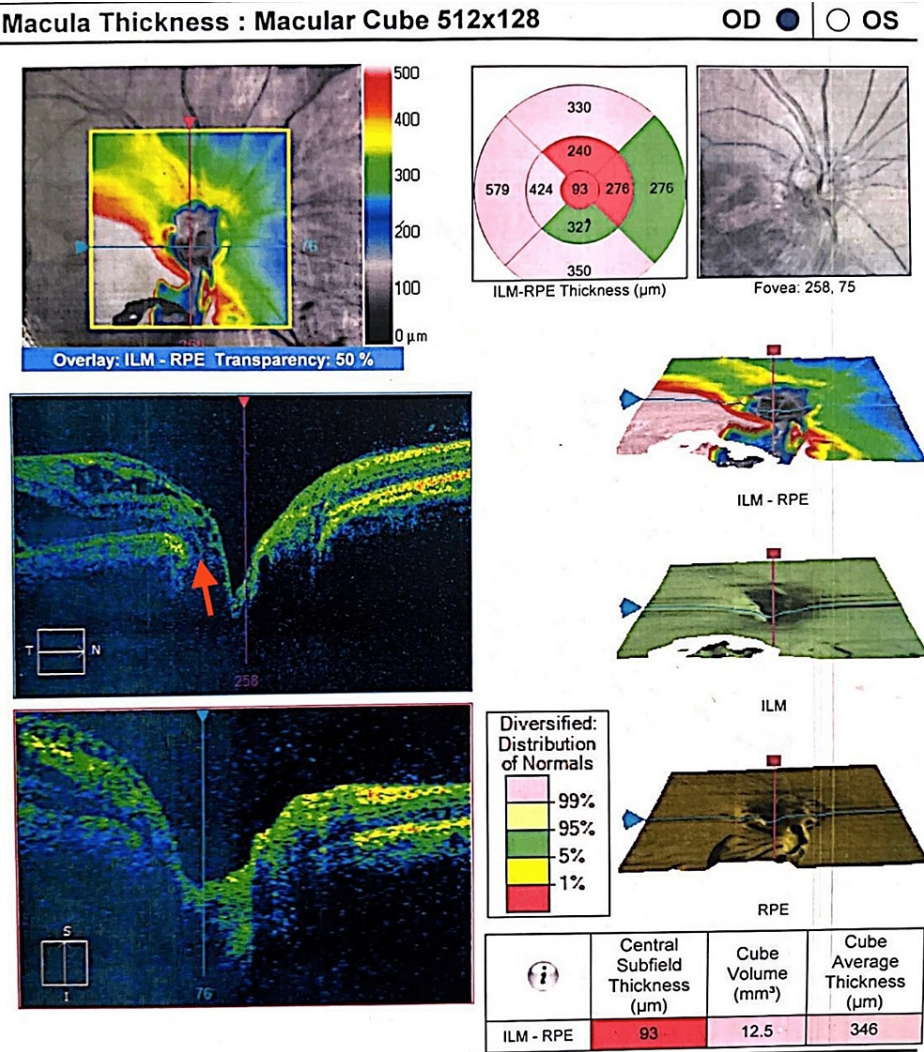 Macula Thickness : Macular Cube 512x128
OD OS
500
400
300
200
100
0 µm
76
258
Overlay: ILM - RPE Transparency: 50 %
330
240
579 424 93 276 276
327
350
ILM-RPE Thickness (µm)
Fovea: 258, 75
ILM - RPE
T N
258
ILM
S
I
76
Diversified:
Distribution
of Normals
99%
95%
5%
1%
RPE
Central
Subfield
Thickness
(µm)
Cube
Volume
(mm³)
Cube
Average
Thickness
(µm)
ILM - RPE 93 12.5 346